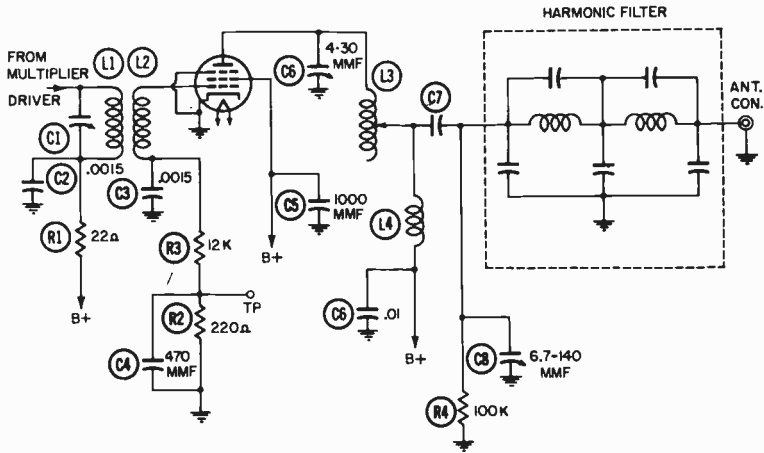 HARMONIC FILTER
FROM
MULTIPLIER
DRIVER
L1
L2
4-30
MMF
C6
L3
C7
ANT.
CON.
C1
C2
.0015
C3
.0015
C5
1000
MMF
L4
R1
22Ω
R3
12K
B+
B+
TP
R2
220Ω
C4
470
MMF
C6
.01
B+
C8
6.7-140
MMF
R4
100K